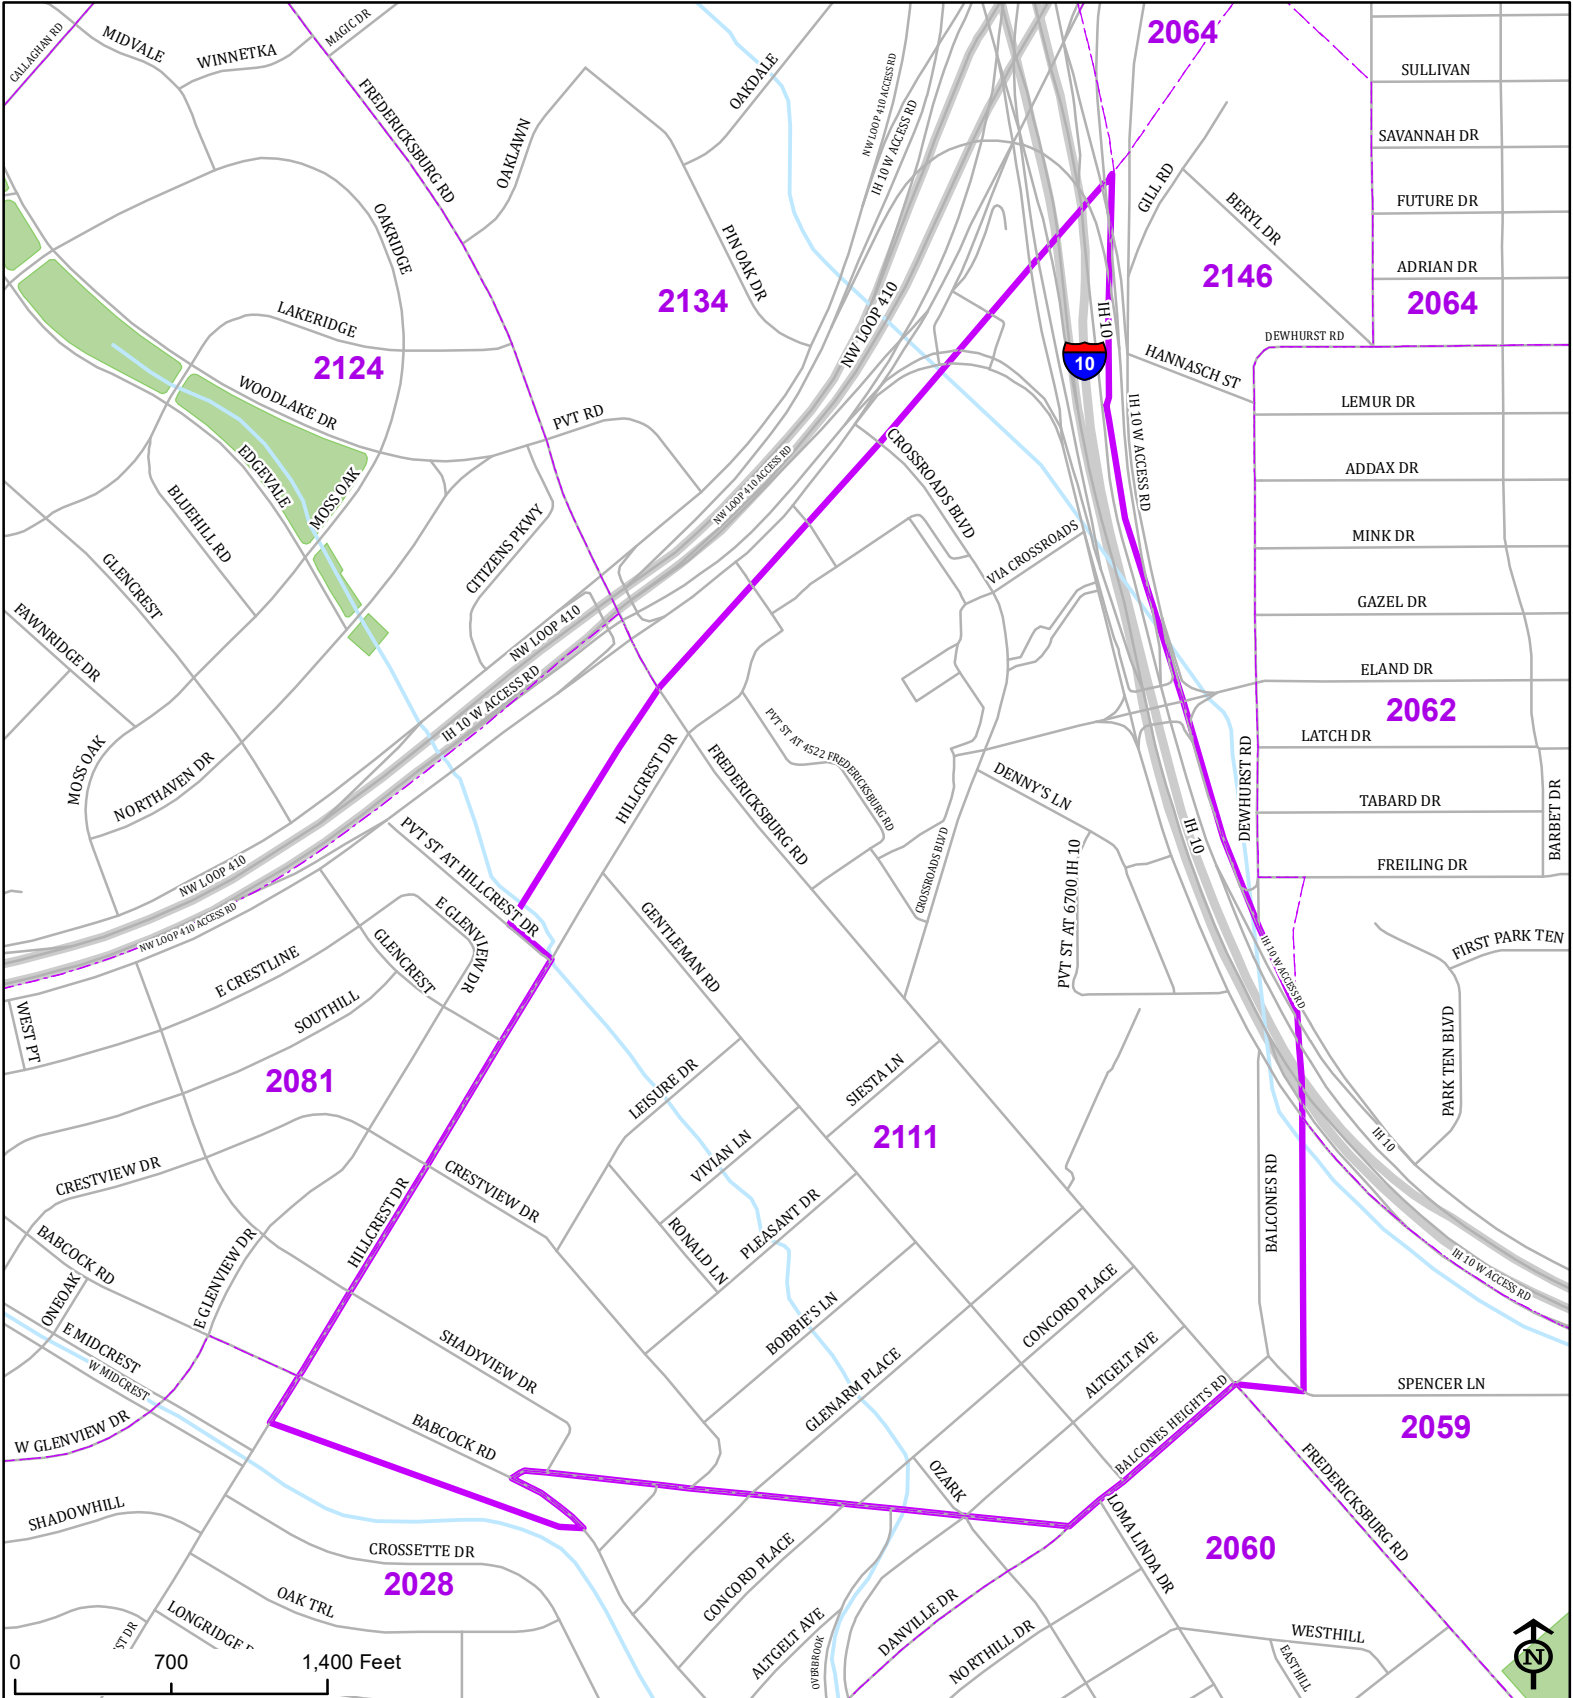 CALLAGHAN RD
MIDVALE
WINNETKA
MAGIC DR
FREDERICKSBURG RD
OAKLAWN
OAKDALE
NW LOOP 410 ACCESS RD
IH 10 W ACCESS RD
2064
SULLIVAN
SAVANNAH DR
GILL RD
BERYL DR
FUTURE DR
OAKRIDGE
PIN OAK DR
2134
2146
ADRIAN DR
2064
LAKERIDGE
2124
NW LOOP 410
IH 10
10
DEWHURST RD
HANNASCH ST
WOODLAKE DR
PVT RD
LEMUR DR
IH 10 W ACCESS RD
CROSSROADS BLVD
EDGEVALE
MOSS OAK
NW LOOP 410 ACCESS RD
ADDAX DR
BLUEHILL RD
CITIZENS PKWY
VIA CROSSROADS
MINK DR
GLENCREST
GAZEL DR
FAWNRIDGE DR
NW LOOP 410
IH 10 W ACCESS RD
ELAND DR
2062
PVT ST AT 4522 FREDERICKSBURG RD
LATCH DR
MOSS OAK
NORTHAVEN DR
HILLCREST DR
FREDERICKSBURG RD
DENNY'S LN
DEWHURST RD
TABARD DR
BARBET DR
IH 10
PVT ST AT HILLCREST DR
NW LOOP 410
CROSSROADS BLVD
PVT ST AT 6700 IH 10
FREILING DR
NW LOOP 410 ACCESS RD
E GLENVIEW DR
GENTLEMAN RD
FIRST PARK TEN
E CRESTLINE
GLENCREST
IH 10 W ACCESS RD
WEST PT
SOUTHILL
PARK TEN BLVD
2081
LEISURE DR
SIESTA LN
2111
IH 10
VIVIAN LN
CRESTVIEW DR
CRESTVIEW DR
HILLCREST DR
BALCONES RD
BABCOCK RD
RONALD LN
PLEASANT DR
E GLENVIEW DR
IH 10 W ACCESS RD
ONEOAK
E MIDCREST
W MIDCREST
BOBBIE'S LN
CONCORD PLACE
SHADYVIEW DR
GLENARM PLACE
ALTGELT AVE
BALCONES HEIGHTS RD
SPENCER LN
2059
W GLENVIEW DR
BABCOCK RD
OZARK
FREDERICKSBURG RD
SHADOWHILL
LOMA LINDA DR
CROSSETTE DR
2028
2060
CONCORD PLACE
OAK TRL
LONGRIDGE
ST DR
ALTGELT AVE
OVERBROOK
DANVILLE DR
NORTHILL DR
WESTHILL
EASTHILL
0 700 1,400 Feet
N